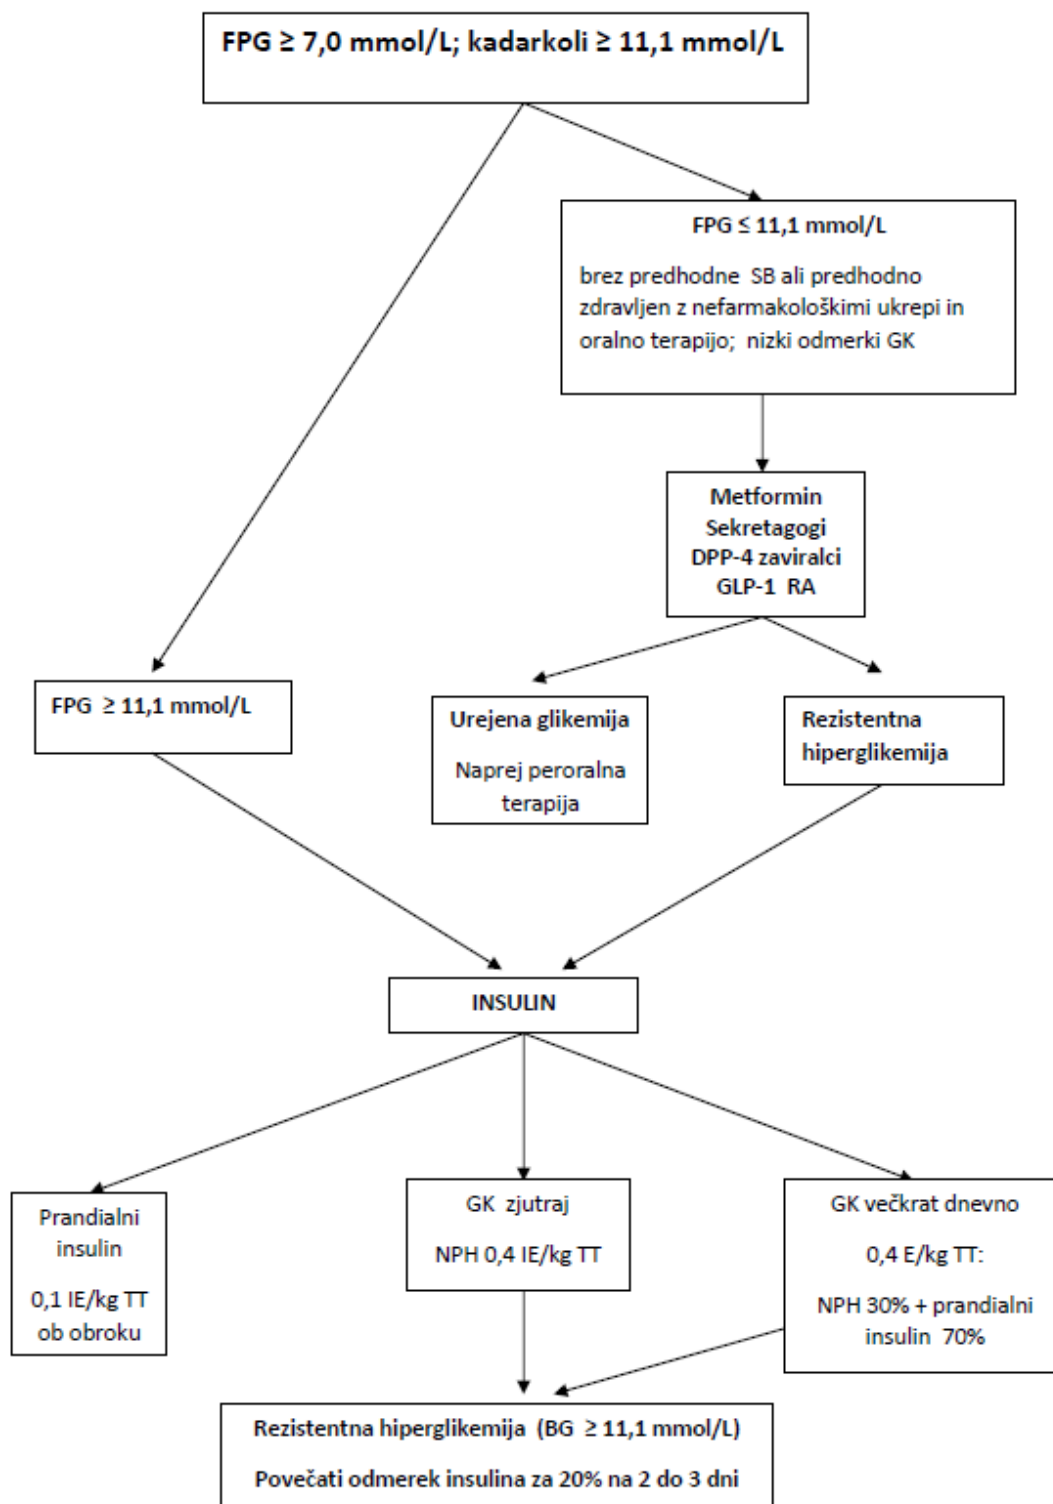 FPG ≥ 7,0 mmol/L; kadarkoli ≥ 11,1 mmol/L
FPG ≤ 11,1 mmol/L
brez predhodne SB ali predhodno
zdravljen z nefarmakološkimi ukrepi in
oralno terapijo; nizki odmerki GK
Metformin
Sekretagogi
DPP-4 zaviralci
GLP-1 RA
FPG ≥ 11,1 mmol/L
Urejena glikemija
Naprej peroralna
terapija
Rezistentna
hiperglikemija
INSULIN
Prandialni
insulin
0,1 IE/kg TT
ob obroku
GK zjutraj
NPH 0,4 IE/kg TT
GK večkrat dnevno
0,4 E/kg TT:
NPH 30% + prandialni
insulin 70%
Rezistentna hiperglikemija (BG ≥ 11,1 mmol/L)
Povečati odmerek insulina za 20% na 2 do 3 dni